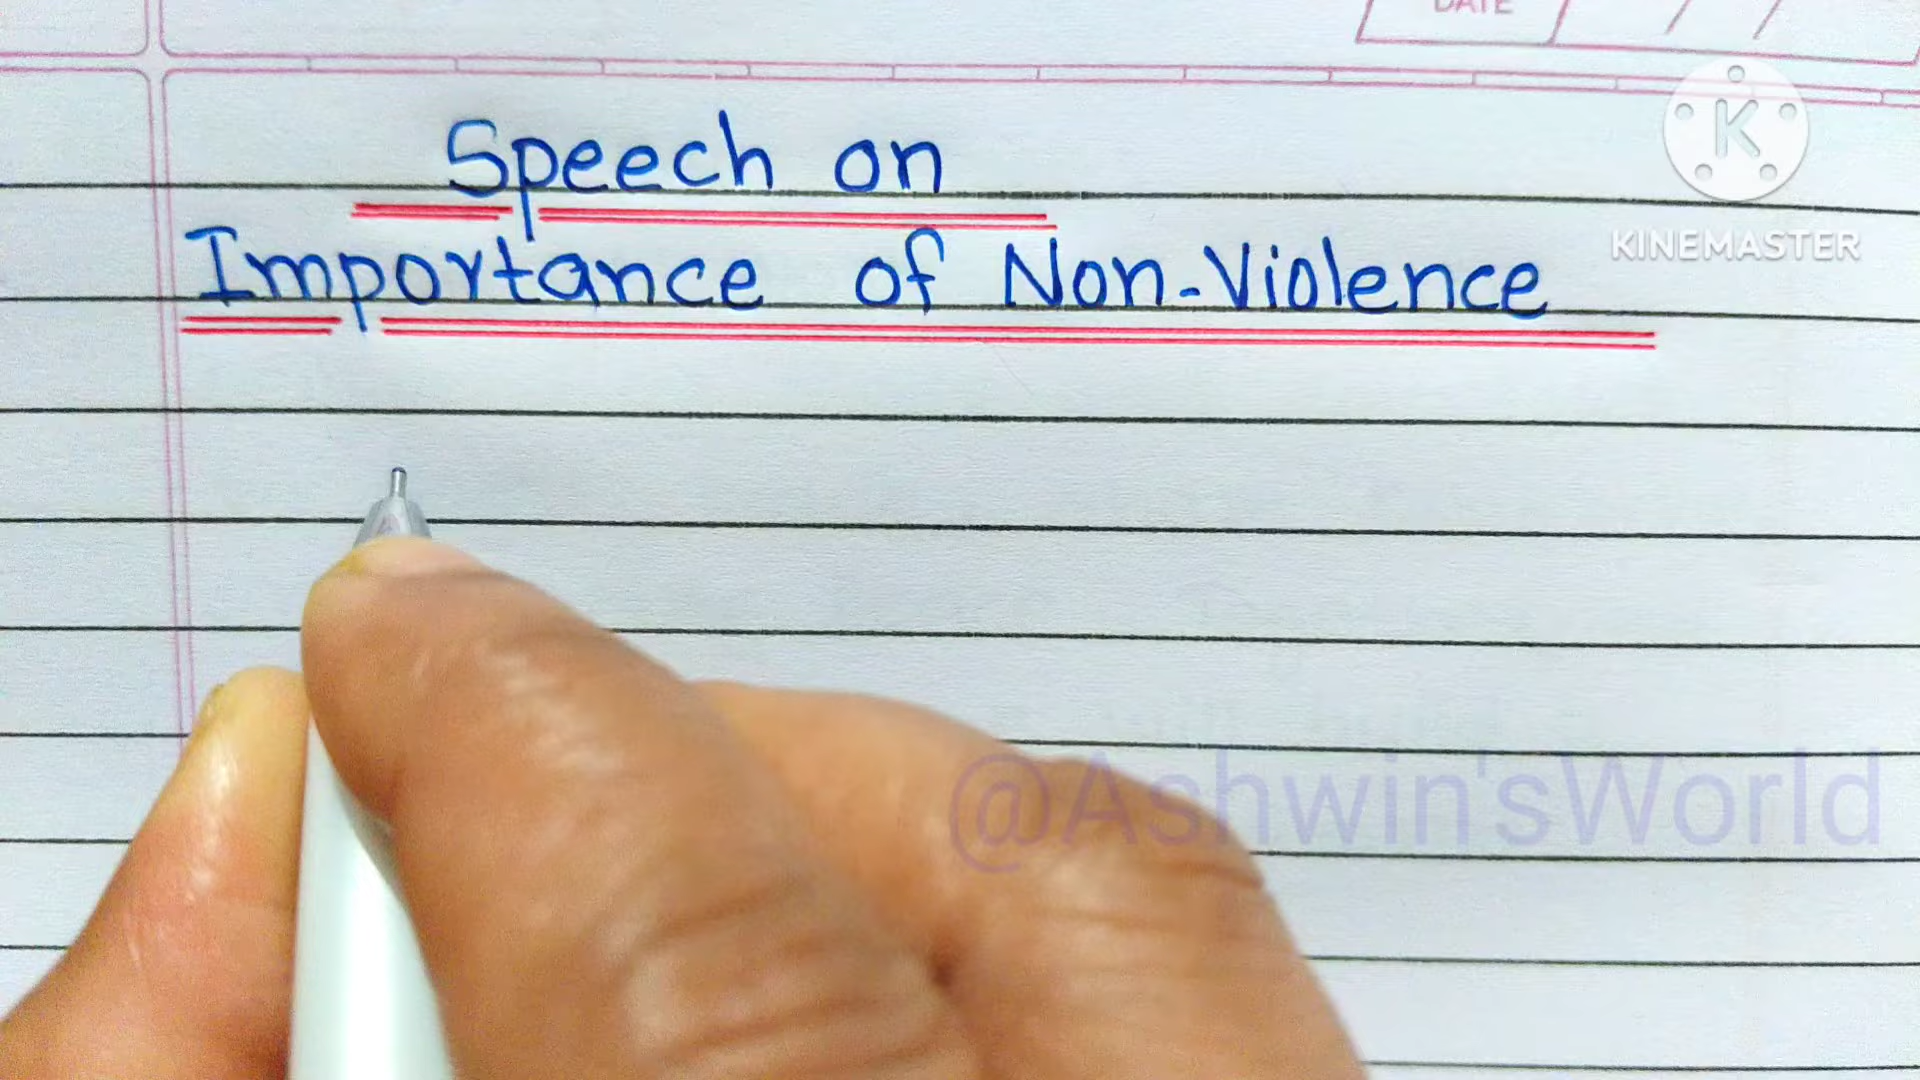 DATE
Speech on
Importance of Non-Violence
K
KINEMASTER
@Ashwin'sWorld